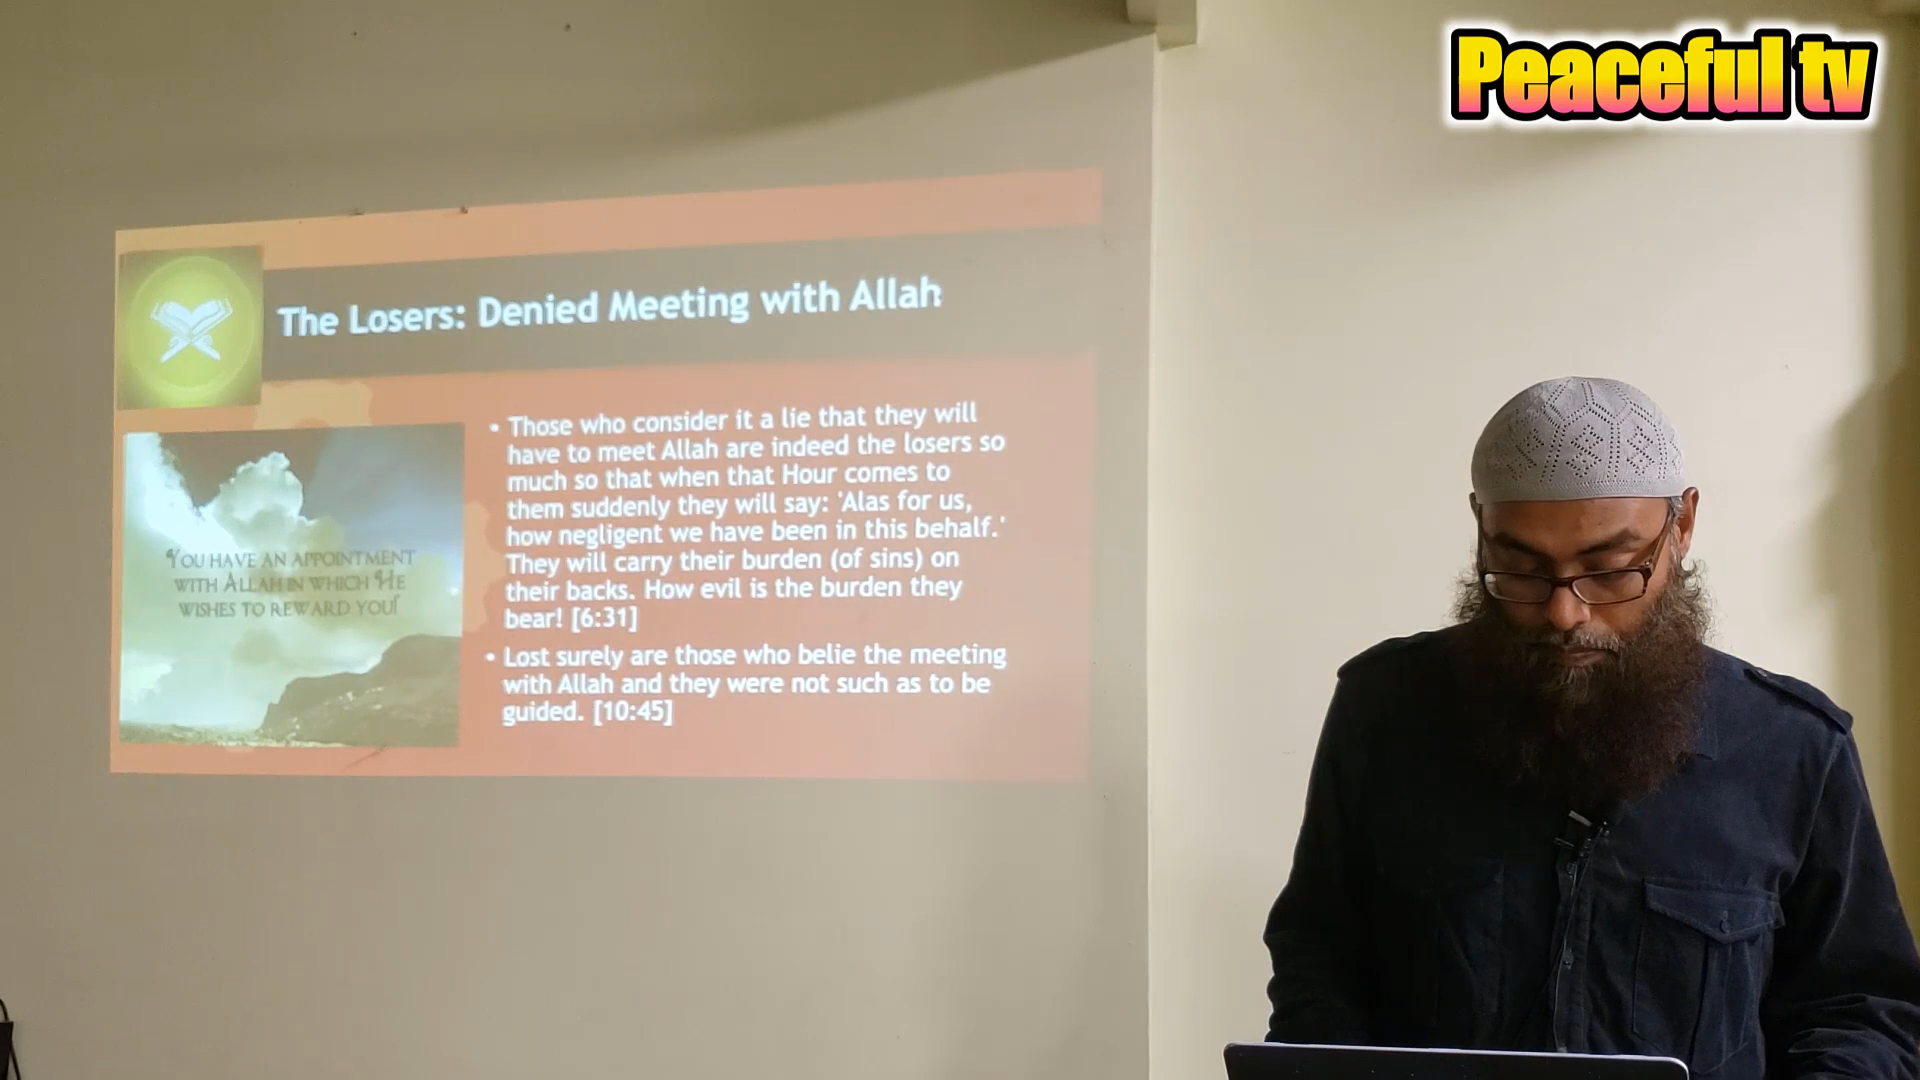 Peaceful tv
The Losers: Denied Meeting with Allah
• Those who consider it a lie that they will
have to meet Allah are indeed the losers so
much so that when that Hour comes to
them suddenly they will say: 'Alas for us,
how negligent we have been in this behalf.'
They will carry their burden (of sins) on
their backs. How evil is the burden they
bear! [6:31]
• Lost surely are those who belie the meeting
with Allah and they were not such as to be
guided. [10:45]
YOU HAVE AN APPOINTMENT
WITH ALLAH IN WHICH HE
WISHES TO REWARD YOU!